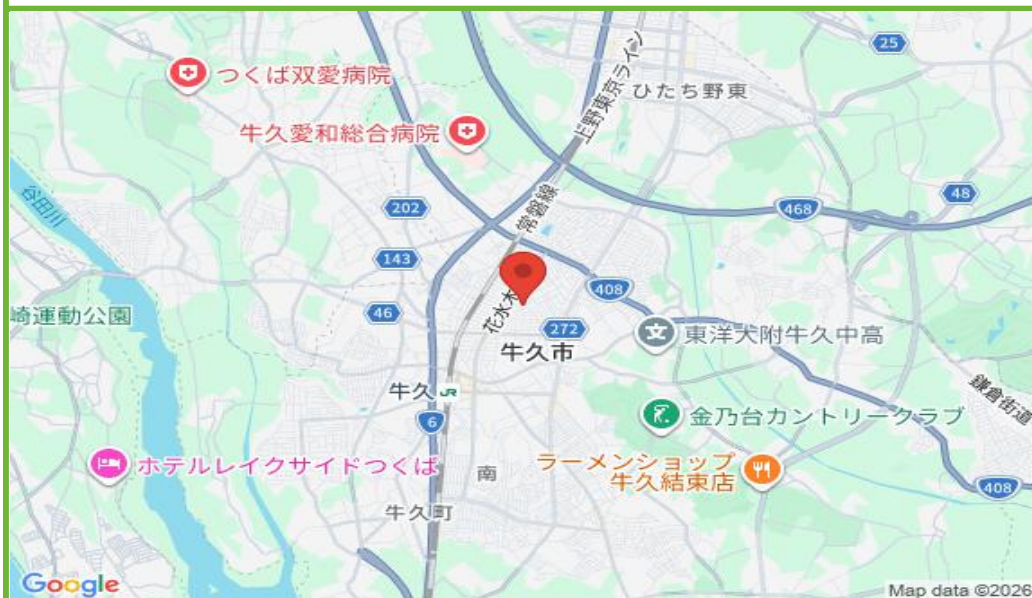 25
つくば双愛病院
上野東京ライン
ひたち野東
牛久愛和総合病院
谷田川
202
常磐線
48
468
143
花水木
408
46
崎運動公園
272
東洋大附牛久中高
牛久市
牛久 JR
鎌倉街道
6
金乃台カントリークラブ
ホテルレイクサイドつくば
南
ラーメンショップ
牛久結束店
408
牛久町
Google
Map data ©2026